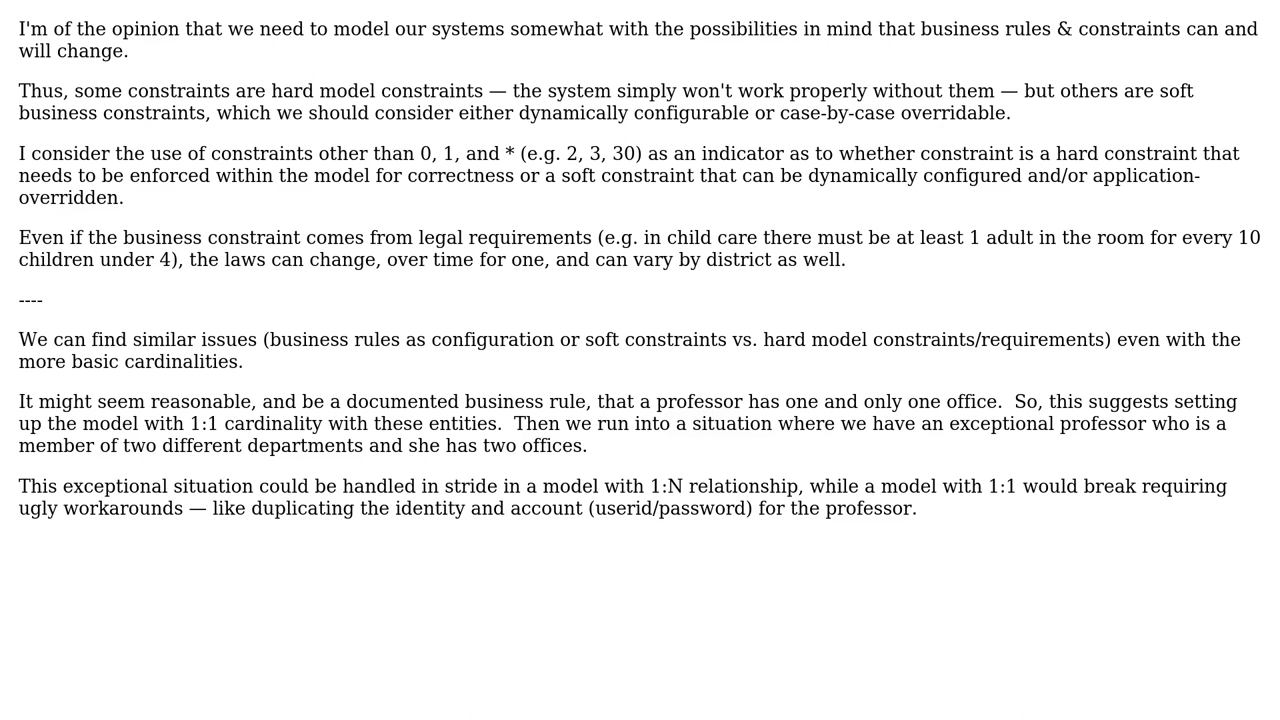 I'm of the opinion that we need to model our systems somewhat with the possibilities in mind that business rules & constraints can and
will change.
Thus, some constraints are hard model constraints — the system simply won't work properly without them — but others are soft
business constraints, which we should consider either dynamically configurable or case-by-case overridable.
I consider the use of constraints other than 0, 1, and * (e.g. 2, 3, 30) as an indicator as to whether constraint is a hard constraint that
needs to be enforced within the model for correctness or a soft constraint that can be dynamically configured and/or application-
overridden.
Even if the business constraint comes from legal requirements (e.g. in child care there must be at least 1 adult in the room for every 10
children under 4), the laws can change, over time for one, and can vary by district as well.
----
We can find similar issues (business rules as configuration or soft constraints vs. hard model constraints/requirements) even with the
more basic cardinalities.
It might seem reasonable, and be a documented business rule, that a professor has one and only one office.  So, this suggests setting
up the model with 1:1 cardinality with these entities.  Then we run into a situation where we have an exceptional professor who is a
member of two different departments and she has two offices.
This exceptional situation could be handled in stride in a model with 1:N relationship, while a model with 1:1 would break requiring
ugly workarounds — like duplicating the identity and account (userid/password) for the professor.